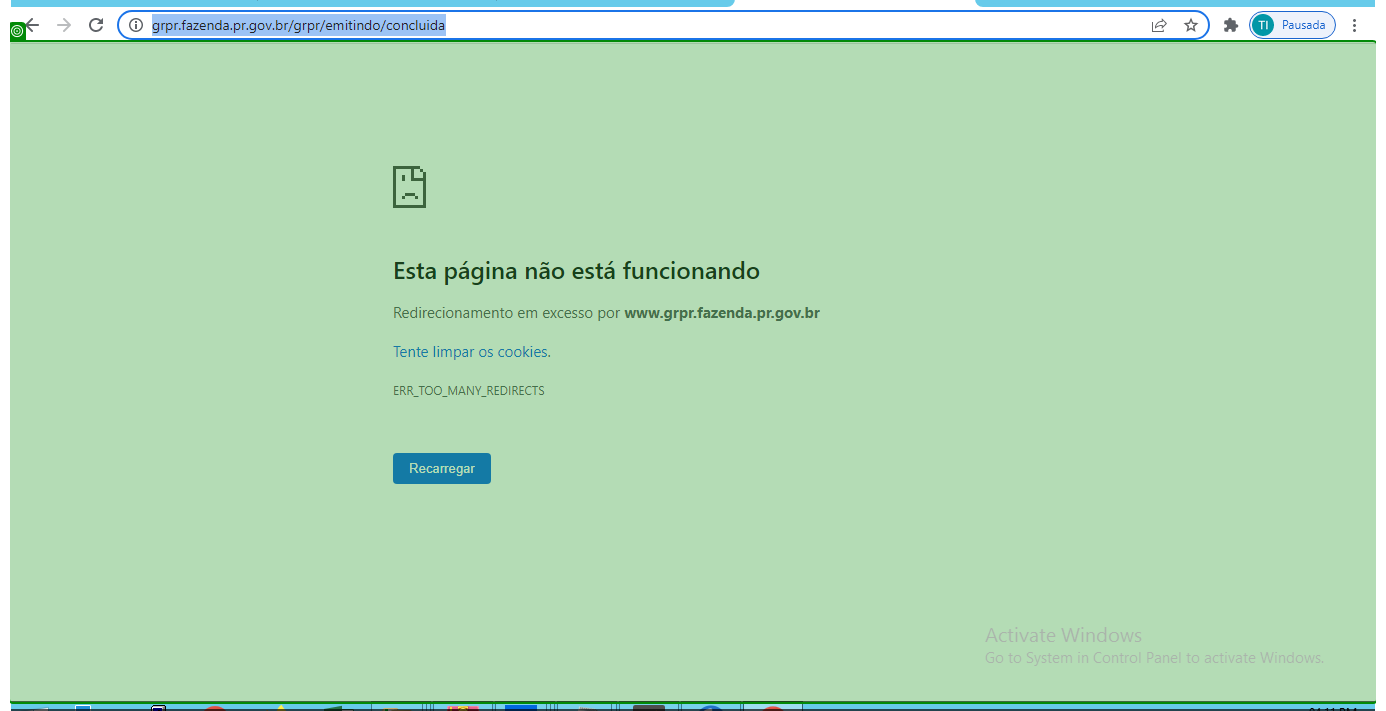 grpr.fazenda.pr.gov.br/grpr/emitindo/concluida
TI Pausada
Esta página não está funcionando
Redirecionamento em excesso por www.grpr.fazenda.pr.gov.br
Tente limpar os cookies.
ERR_TOO_MANY_REDIRECTS
Recarregar
Activate Windows
Go to System in Control Panel to activate Windows.